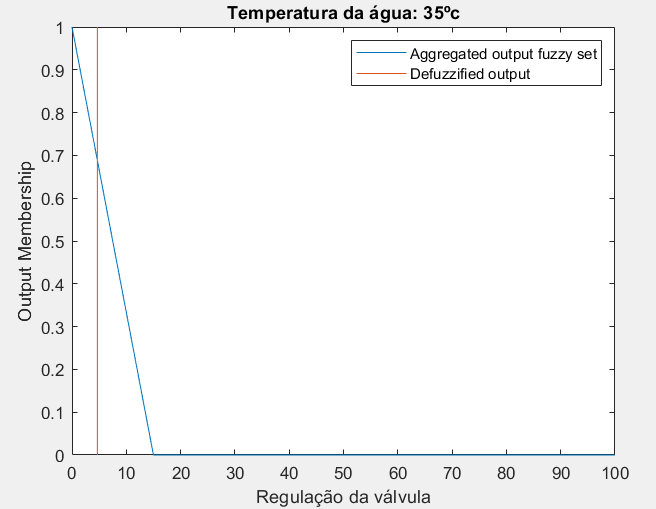 Temperatura da água: 35ºc
Aggregated output fuzzy set
Defuzzified output
Output Membership
1
0.9
0.8
0.7
0.6
0.5
0.4
0.3
0.2
0.1
0
0 10 20 30 40 50 60 70 80 90 100
Regulação da válvula